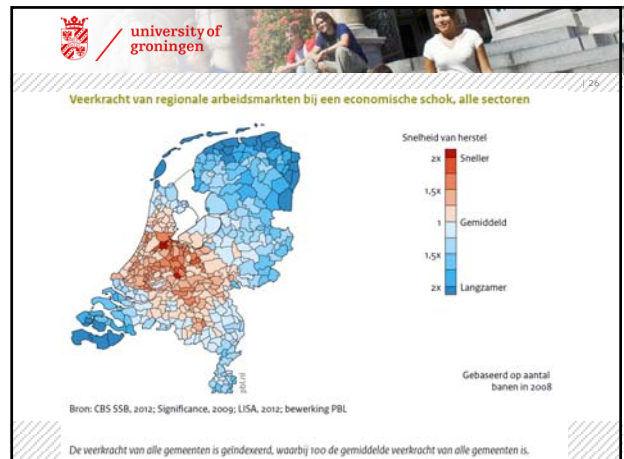 university of
groningen
| 26
Veerkracht van regionale arbeidsmarkten bij een economische schok, alle sectoren
Snelheid van herstel
2x Sneller
1,5x
1 Gemiddeld
1,5x
2x Langzamer
pbl.nl
Gebaseerd op aantal
banen in 2008
Bron: CBS SSB, 2012; Significance, 2009; LISA, 2012; bewerking PBL
De veerkracht van alle gemeenten is geïndexeerd, waarbij 100 de gemiddelde veerkracht van alle gemeenten is.